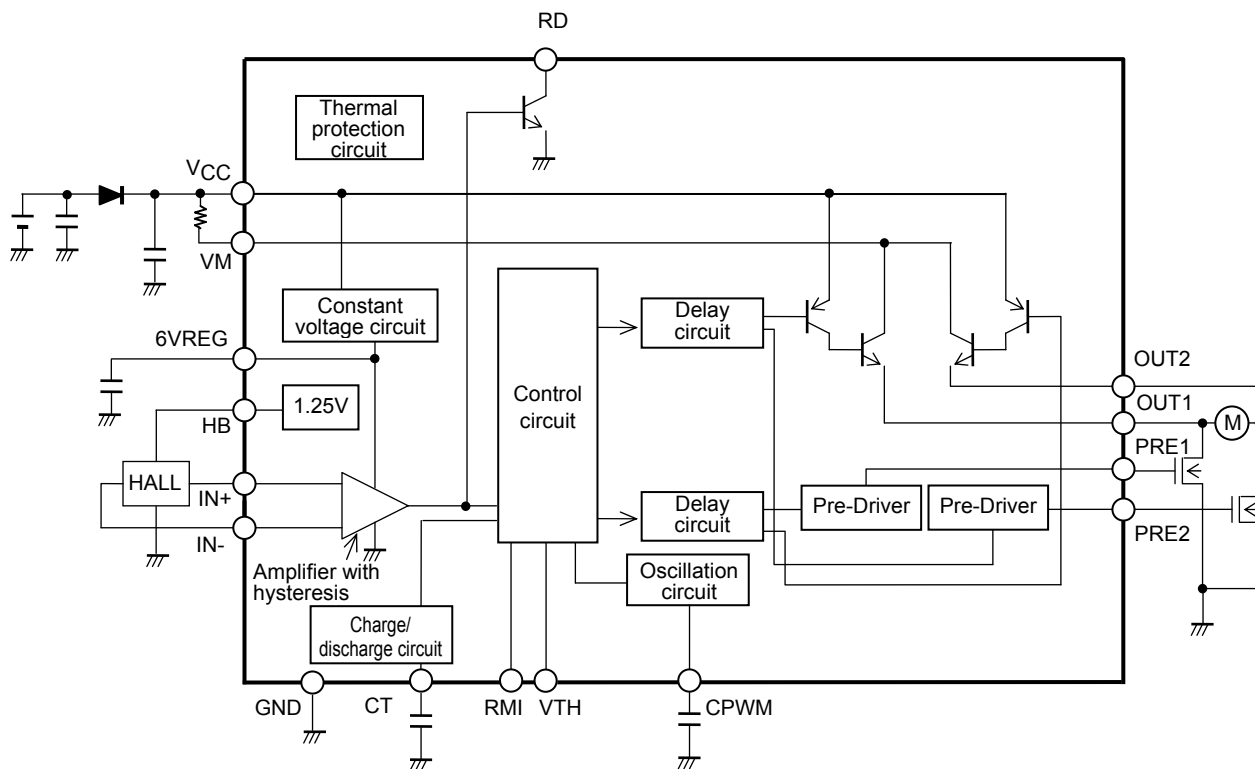 RD
Thermal
protection
circuit
VCC
VM
Constant
voltage circuit
6VREG
1.25V
HB
HALL
IN+
IN-
Amplifier with
hysteresis
Control
circuit
Delay
circuit
Delay
circuit
Pre-Driver
Pre-Driver
Oscillation
circuit
Charge/
discharge circuit
OUT2
OUT1
M
PRE1
PRE2
GND
CT
RMI
VTH
CPWM